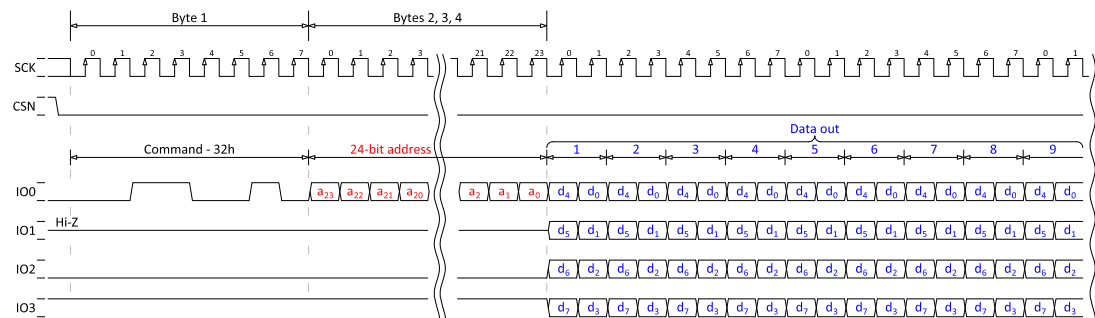 Byte 1 Bytes 2, 3, 4
0 1 2 3 4 5 6 7 0 1 2 3 21 22 23 0 1 2 3 4 5 6 7 0 1 2 3 4 5 6 7 0 1
SCK
CSN
Data out
Command - 32h 24-bit address 1 2 3 4 5 6 7 8 9
IO0 a23 a22 a21 a20 a2 a1 a0 d4 d0 d4 d0 d4 d0 d4 d0 d4 d0 d4 d0 d4 d0 d4 d0 d4 d0
Hi-Z
IO1 d5 d1 d5 d1 d5 d1 d5 d1 d5 d1 d5 d1 d5 d1 d5 d1 d5 d1
IO2 d6 d2 d6 d2 d6 d2 d6 d2 d6 d2 d6 d2 d6 d2 d6 d2 d6 d2
IO3 d7 d3 d7 d3 d7 d3 d7 d3 d7 d3 d7 d3 d7 d3 d7 d3 d7 d3